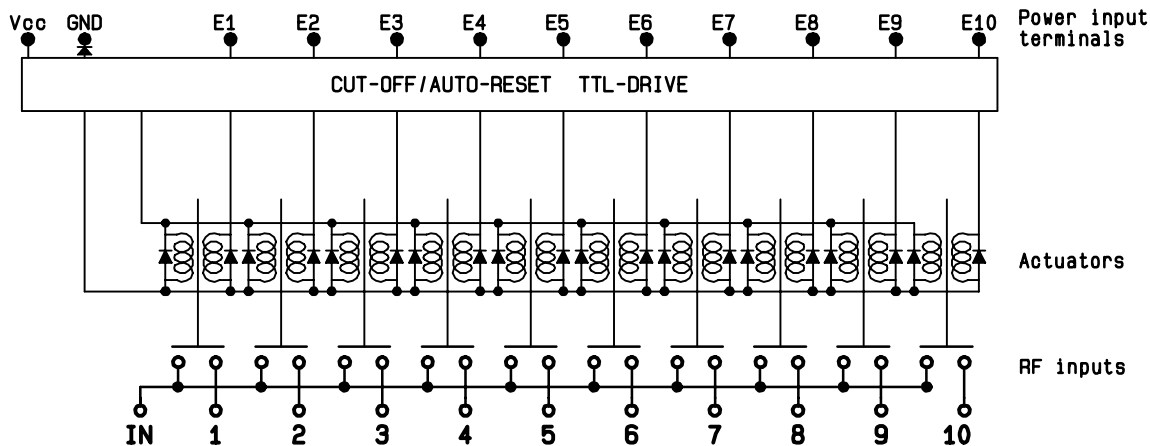 Vcc GND E1 E2 E3 E4 E5 E6 E7 E8 E9 E10 Power input
terminals
CUT-OFF/AUTO-RESET TTL-DRIVE
Actuators
RF inputs
IN 1 2 3 4 5 6 7 8 9 10